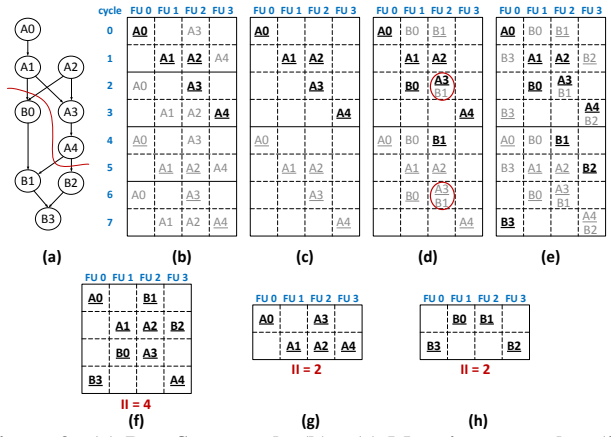 cycle FU 0 FU 1 FU 2 FU 3 FU 0 FU 1 FU 2 FU 3 FU 0 FU 1 FU 2 FU 3 FU 0 FU 1 FU 2 FU 3
0 A0 A3 A0 A0 B0 B1 A0 B0 B1
A0
1 A1 A2 A4 A1 A2 A1 A2 B3 A1 A2 B2
A1 A2
2 A0 A3 A3 B0 A3 B1 B0 A3 B1
B0 A3
3 A1 A2 A4 A4 A4 B3 A4 B2
A4
4 A0 A3 A0 A0 B0 B1 A0 B0 B1
5 A1 A2 A4 A1 A2 A1 A2 B3 A1 A2 B2
B1 B2
6 A0 A3 A3 B0 A3 B1 B0 A3 B1
B3
7 A1 A2 A4 A4 A4 B3 A4 B2
(a) (b) (c) (d) (e)
FU 0 FU 1 FU 2 FU 3
A0 B1
A1 A2 B2
B0 A3
B3 A4
II = 4
(f)
FU 0 FU 1 FU 2 FU 3
A0 A3
A1 A2 A4
II = 2
(g)
FU 0 FU 1 FU 2 FU 3
B0 B1
B3 B2
II = 2
(h)